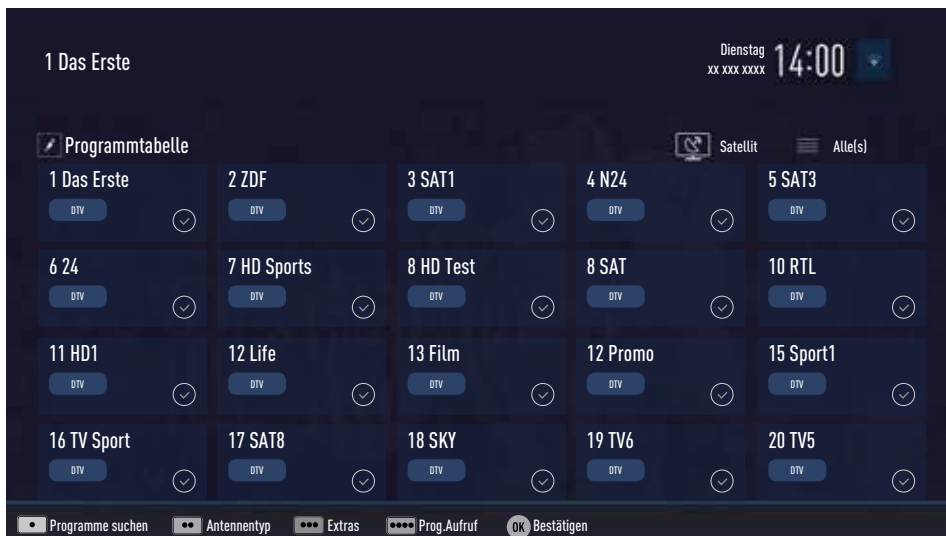 1 Das Erste
Dienstag
xx xxx xxxx
14:00
Programmtabelle
Satellit
Alle(s)
1 Das Erste
2 ZDF
3 SAT1
4 N24
5 SAT3
DTV
DTV
DTV
DTV
DTV
6 24
7 HD Sports
8 HD Test
8 SAT
10 RTL
DTV
DTV
DTV
DTV
DTV
11 HD1
12 Life
13 Film
12 Promo
15 Sport1
DTV
DTV
DTV
DTV
DTV
16 TV Sport
17 SAT8
18 SKY
19 TV6
20 TV5
DTV
DTV
DTV
DTV
DTV
Programme suchen
Antennentyp
Extras
Prog.Aufruf
OK Bestätigen